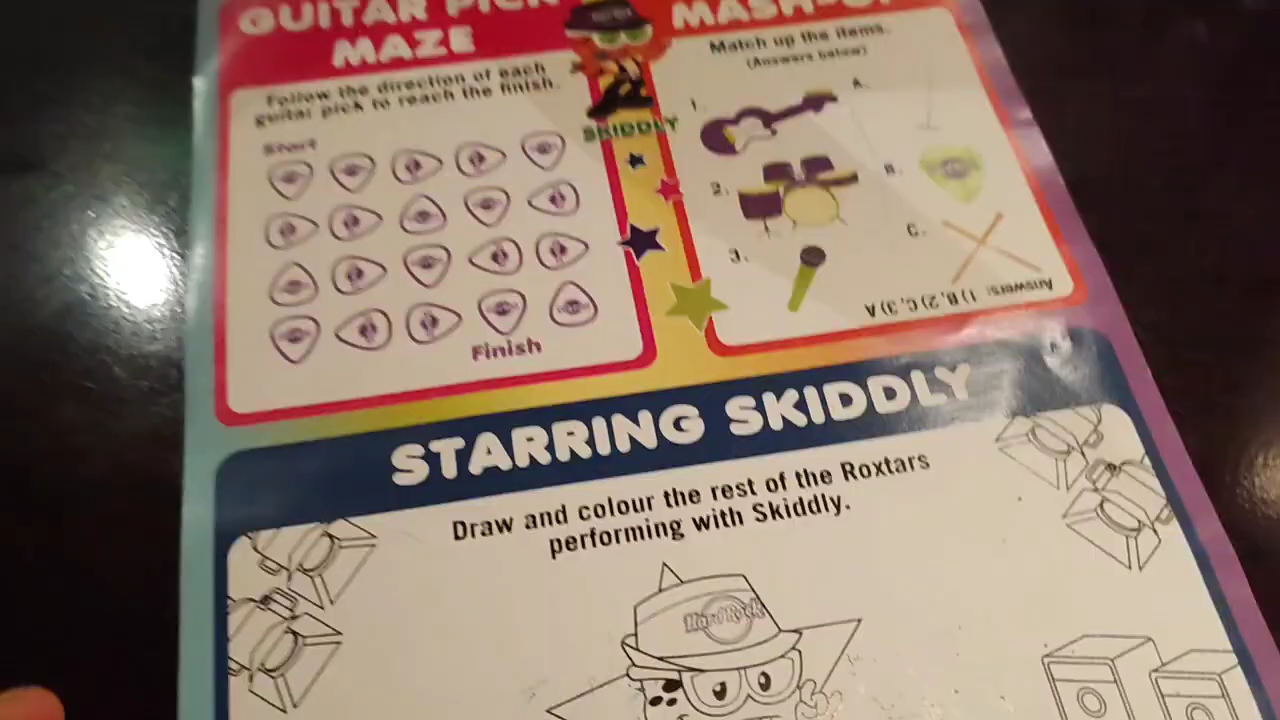 GUITAR PICK
MAZE
Follow the direction of each
guitar pick to reach the finish.
Start
Finish
SKIDDLY
MASH-UP
Match up the items.
(Answers below)
1.
A.
2.
B.
3.
C.
Answers: 1) B, 2) C, 3) A
STARRING SKIDDLY
Draw and colour the rest of the Roxtars
performing with Skiddly.
Hard Rock